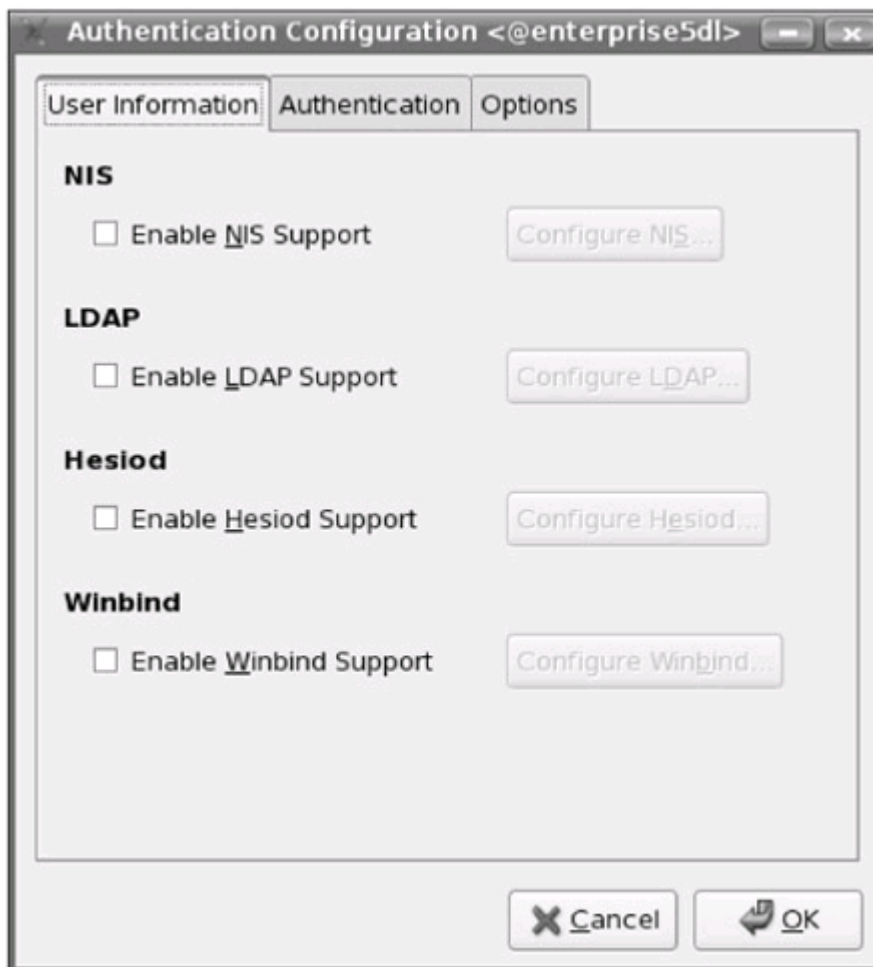 Authentication Configuration <@enterprise5dl>
User Information Authentication Options
NIS
Enable NIS Support Configure NIS...
LDAP
Enable LDAP Support Configure LDAP...
Hesiod
Enable Hesiod Support Configure Hesiod...
Winbind
Enable Winbind Support Configure Winbind...
Cancel OK